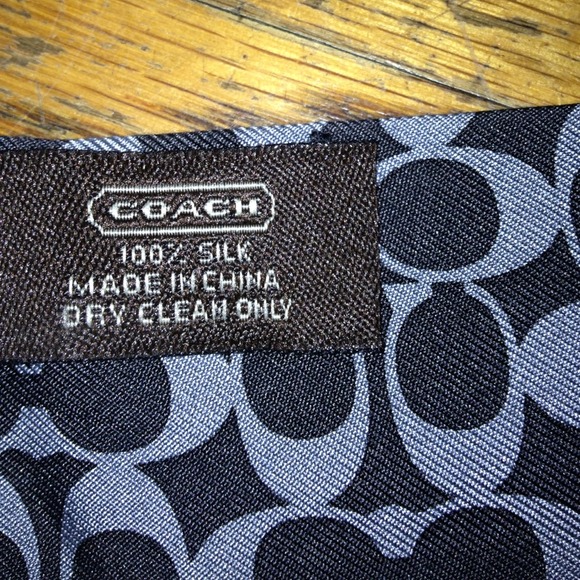 COACH
100% SILK
MADE IN CHINA
DRY CLEAN ONLY